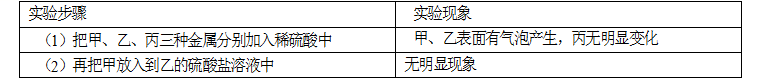 实验步骤 实验现象
（1）把甲、乙、丙三种金属分别加入稀硫酸中 甲、乙表面有气泡产生，丙无明显变化
（2）再把甲放入到乙的硫酸盐溶液中 无明显现象